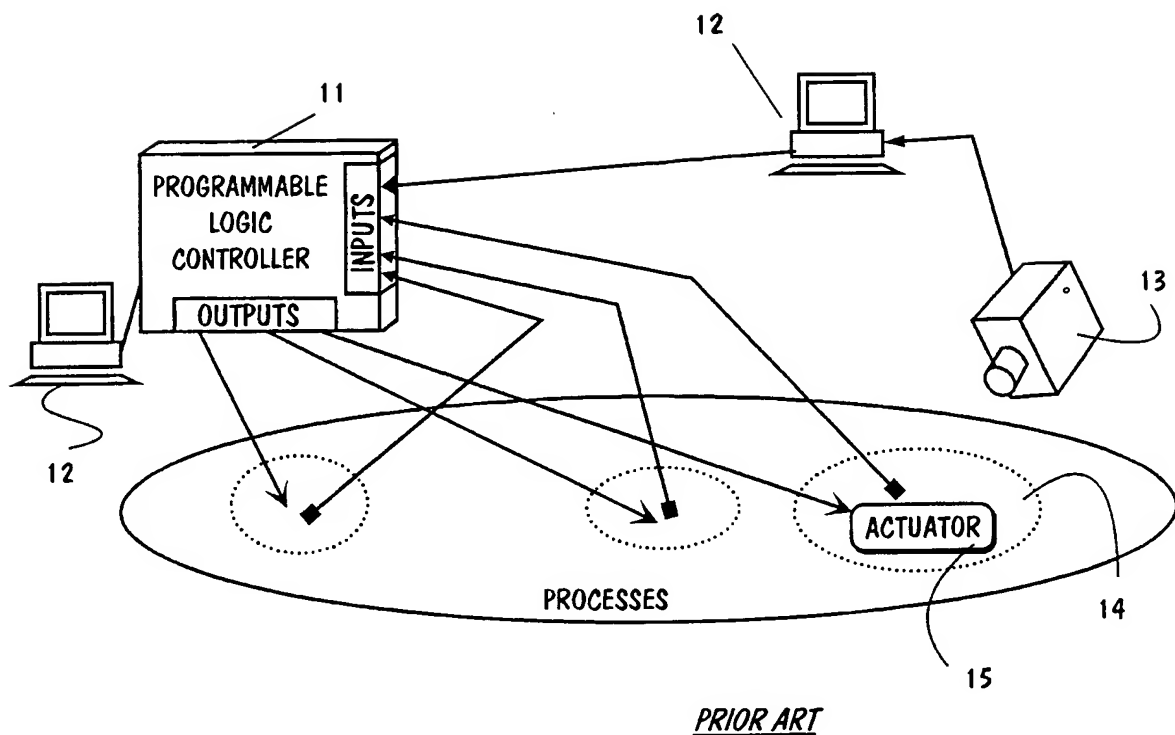 12
11
PROGRAMMABLE
LOGIC
CONTROLLER
INPUTS
OUTPUTS
13
12
ACTUATOR
PROCESSES
14
15
PRIOR ART